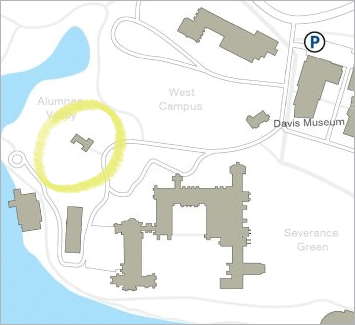 P
West
Campus
Alumnae
Valley
Davis Museum
Severance
Green